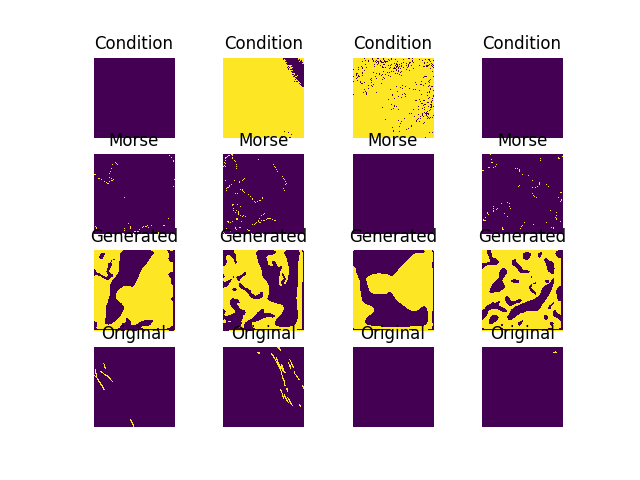 Condition Condition Condition Condition
Morse Morse Morse Morse
Generated Generated Generated Generated
Original Original Original Original